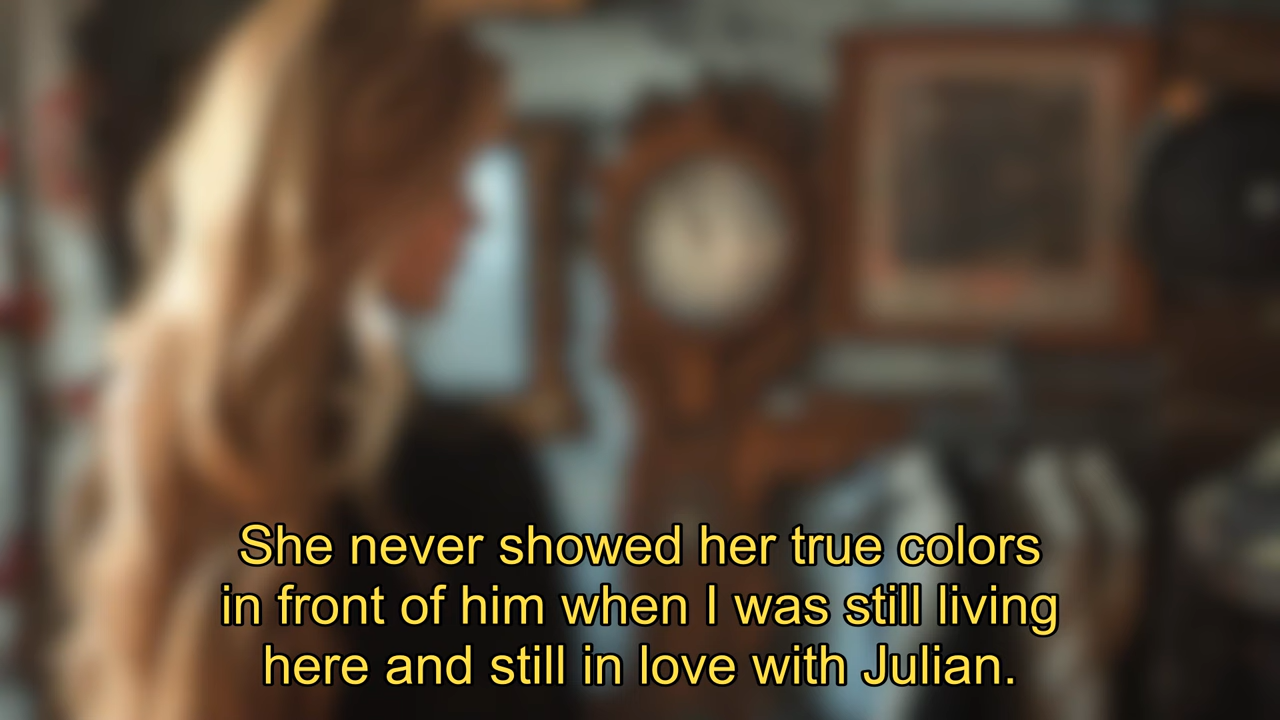 She never showed her true colors
in front of him when I was still living
here and still in love with Julian.